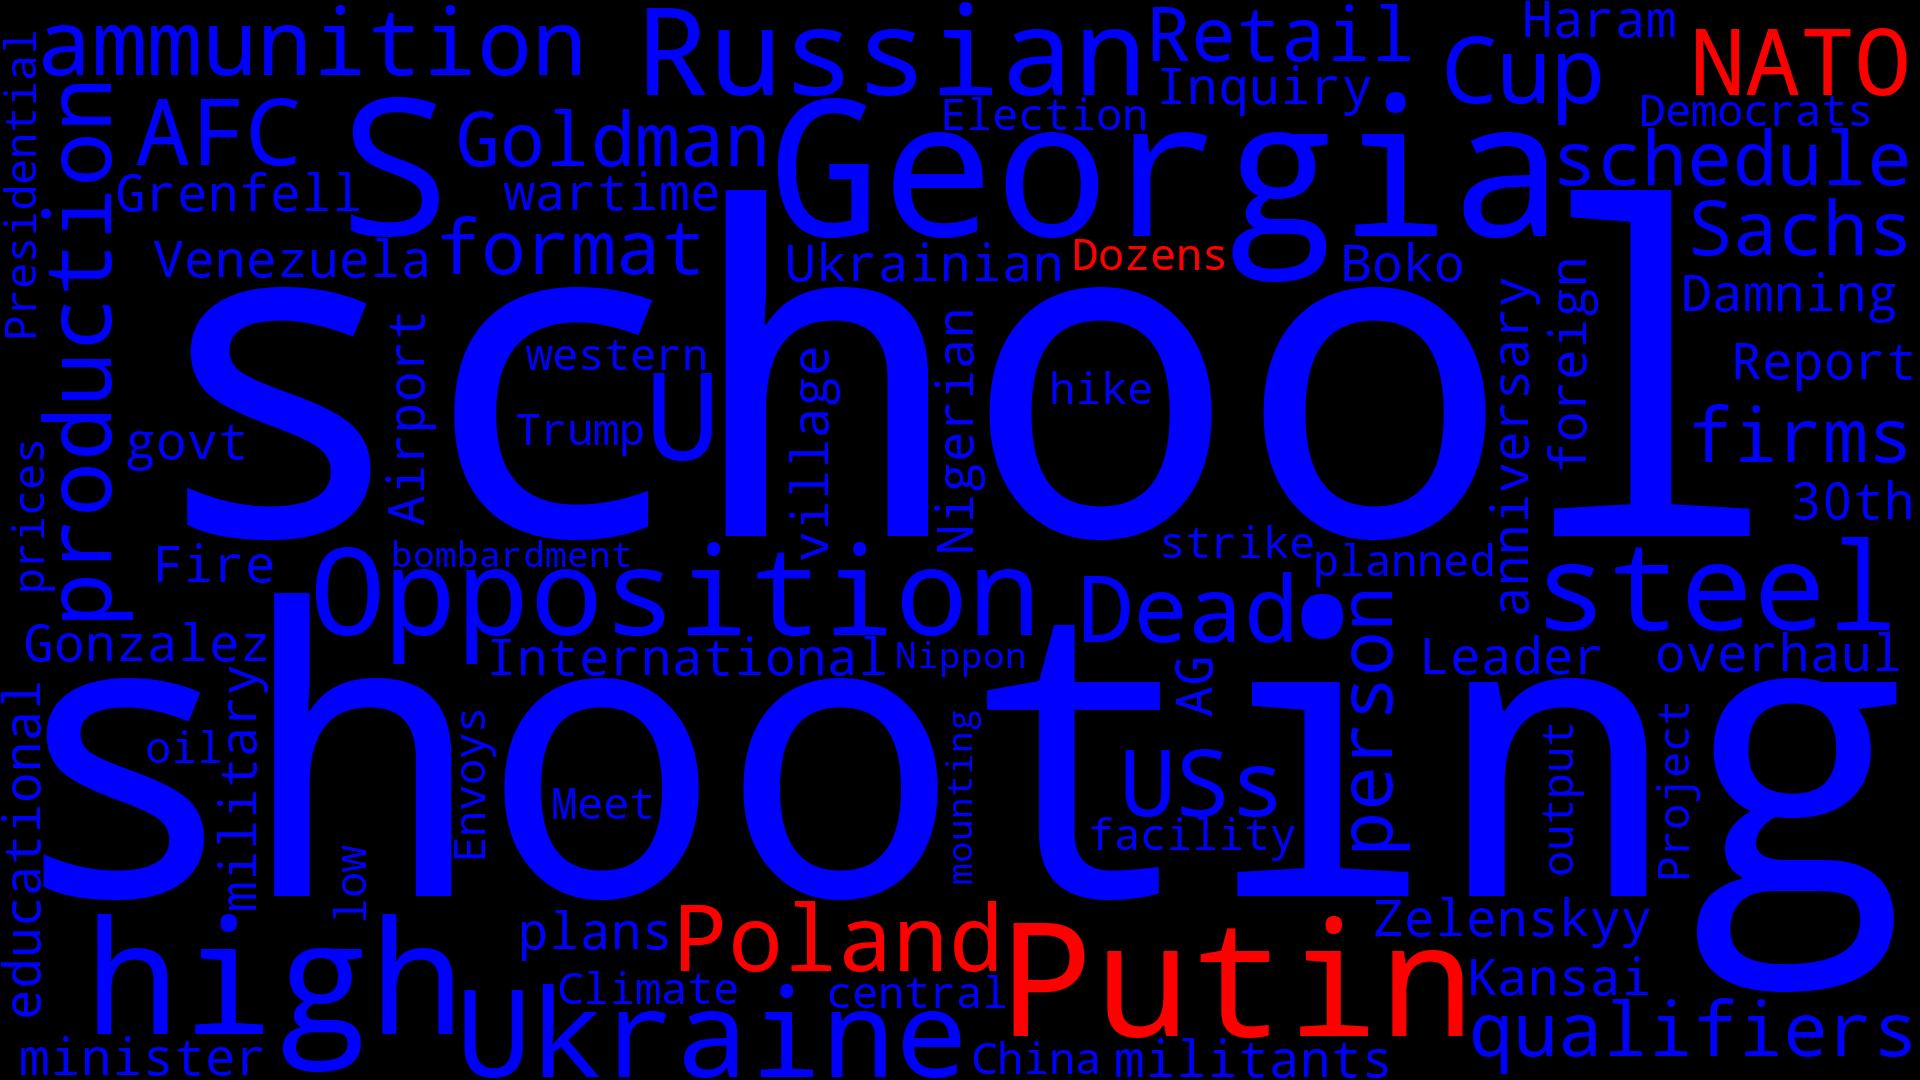 ammunition
Russian
Retail
Haram
NATO
Presidential
production
AFC
S
Goldman
Election
Inquiry
Cup
Democrats
Georgia
schedule
Grenfell
wartime
Venezuela
format
Ukrainian
Dozens
Boko
Sachs
school
Damning
Airport
western
U
village
Nigerian
hike
anniversary
foreign
Report
Trump
govt
firms
prices
30th
Fire
bombardment
strike
planned
Opposition
Dead
steel
Gonzalez
International
Nippon
AG
person
Leader
overhaul
shooting
educational
oil
military
low
Envoys
Meet
mounting
USs
facility
output
Project
high
plans
Poland
Putin
Zelenskyy
Climate
central
Kansai
Ukraine
qualifiers
minister
China
militants